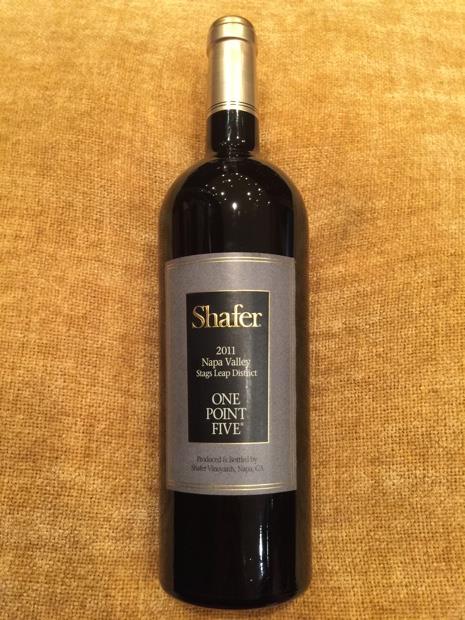 Shafer
2011
Napa Valley
Stags Leap District
ONE
POINT
FIVE®
Produced & Bottled by
Shafer Vineyards, Napa, CA